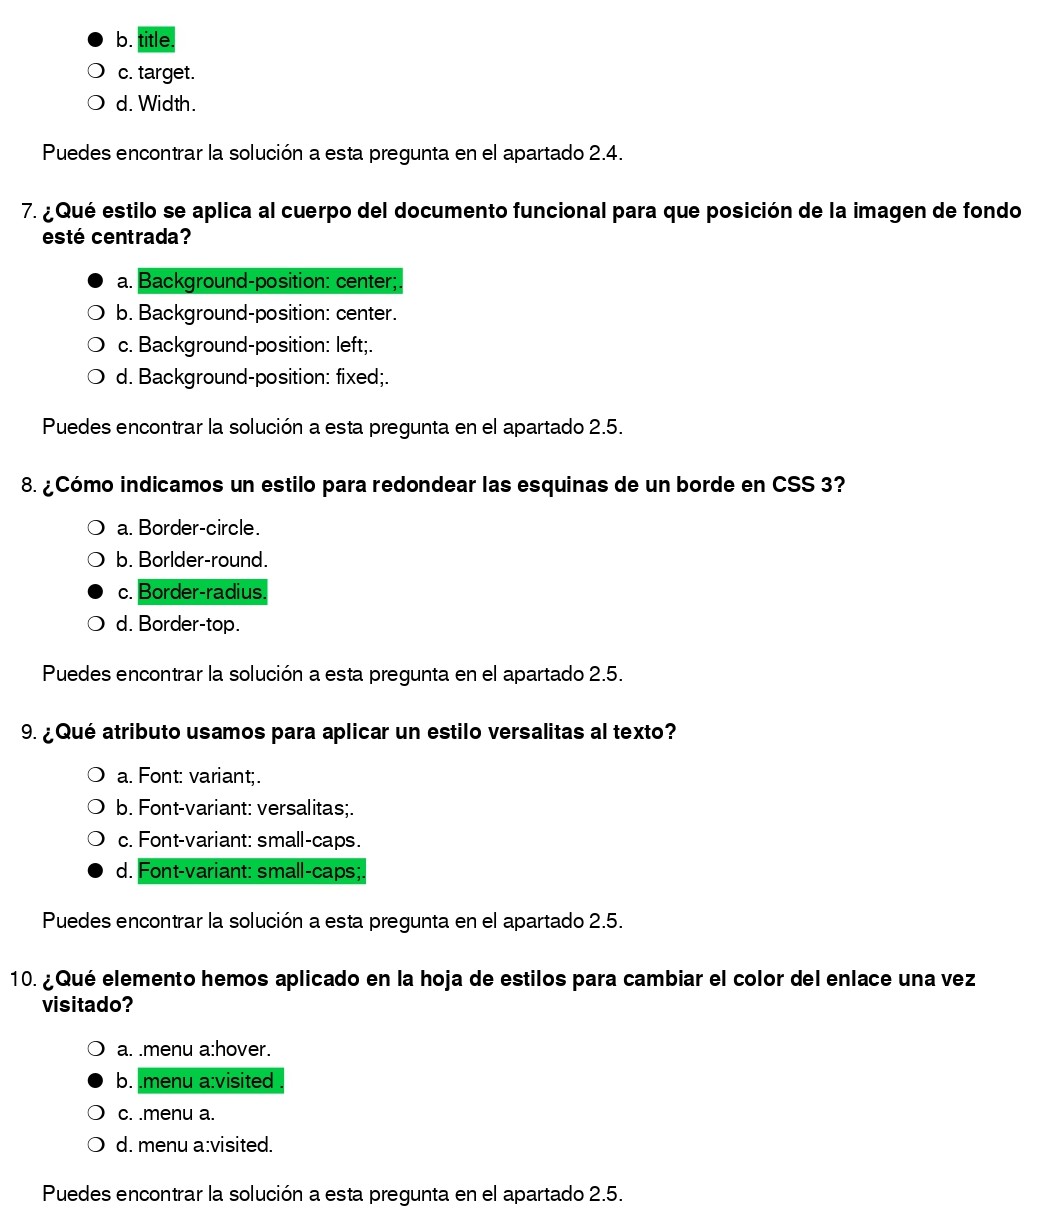 b. title.
c. target.
d. Width.
Puedes encontrar la solución a esta pregunta en el apartado 2.4.
7. ¿Qué estilo se aplica al cuerpo del documento funcional para que posición de la imagen de fondo
esté centrada?
a. Background-position: center;.
b. Background-position: center.
c. Background-position: left;.
d. Background-position: fixed;.
Puedes encontrar la solución a esta pregunta en el apartado 2.5.
8. ¿Cómo indicamos un estilo para redondear las esquinas de un borde en CSS 3?
a. Border-circle.
b. Borlder-round.
c. Border-radius.
d. Border-top.
Puedes encontrar la solución a esta pregunta en el apartado 2.5.
9. ¿Qué atributo usamos para aplicar un estilo versalitas al texto?
a. Font: variant;.
b. Font-variant: versalitas;.
c. Font-variant: small-caps.
d. Font-variant: small-caps;.
Puedes encontrar la solución a esta pregunta en el apartado 2.5.
10. ¿Qué elemento hemos aplicado en la hoja de estilos para cambiar el color del enlace una vez
visitado?
a. .menu a:hover.
b. .menu a:visited .
c. .menu a.
d. menu a:visited.
Puedes encontrar la solución a esta pregunta en el apartado 2.5.